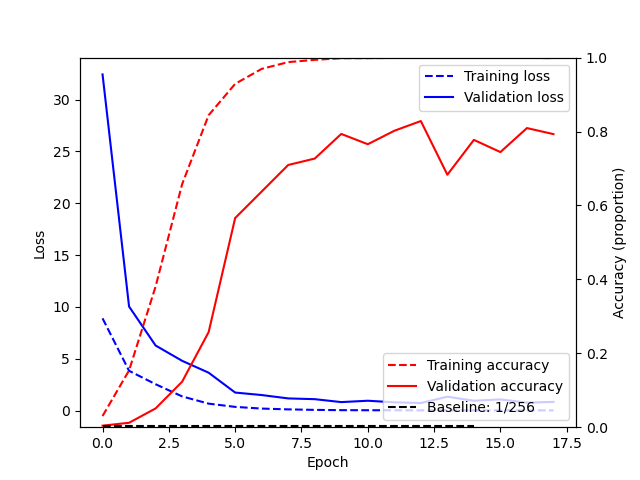 Training loss
Validation loss
Training accuracy
Validation accuracy
Baseline: 1/256
Loss
30
25
20
15
10
5
0
Accuracy (proportion)
1.0
0.8
0.6
0.4
0.2
0.0
0.0 2.5 5.0 7.5 10.0 12.5 15.0 17.5
Epoch